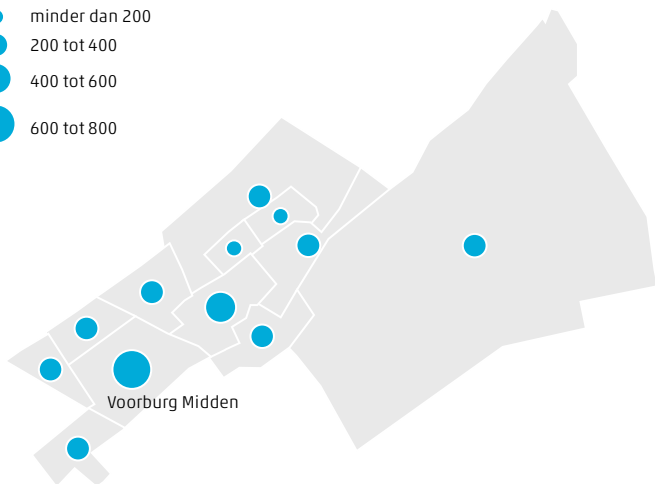 minder dan 200
200 tot 400
400 tot 600
600 tot 800
Voorburg Midden